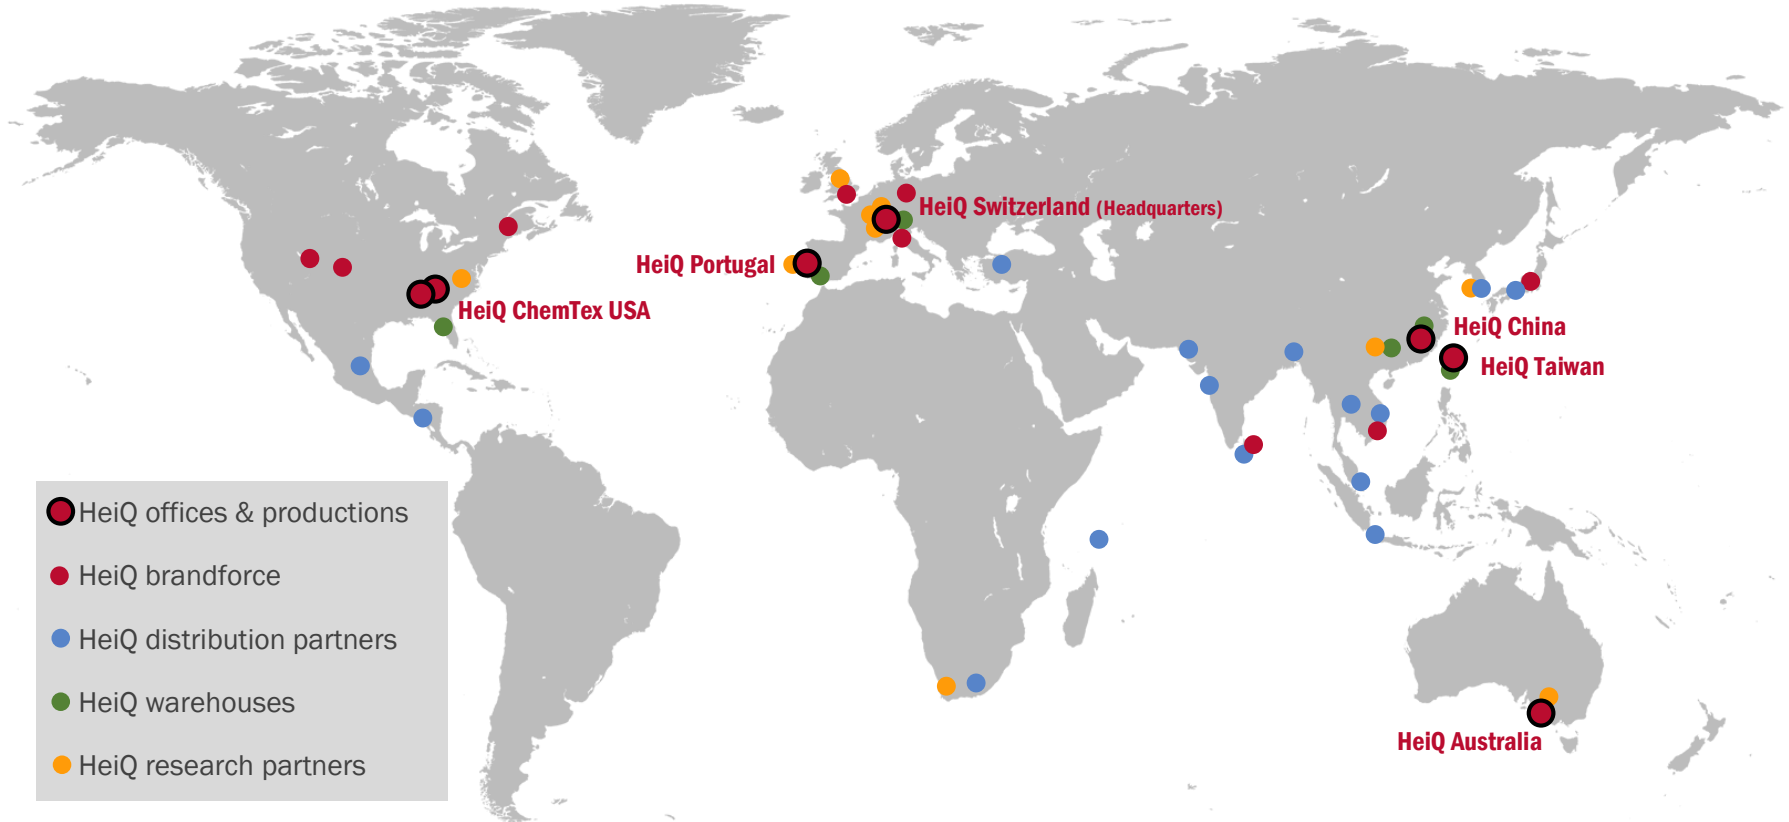 HeiQ Switzerland (Headquarters)
HeiQ Portugal
HeiQ ChemTex USA
HeiQ China
HeiQ Taiwan
HeiQ offices & productions
HeiQ brandforce
HeiQ distribution partners
HeiQ warehouses
HeiQ research partners
HeiQ Australia